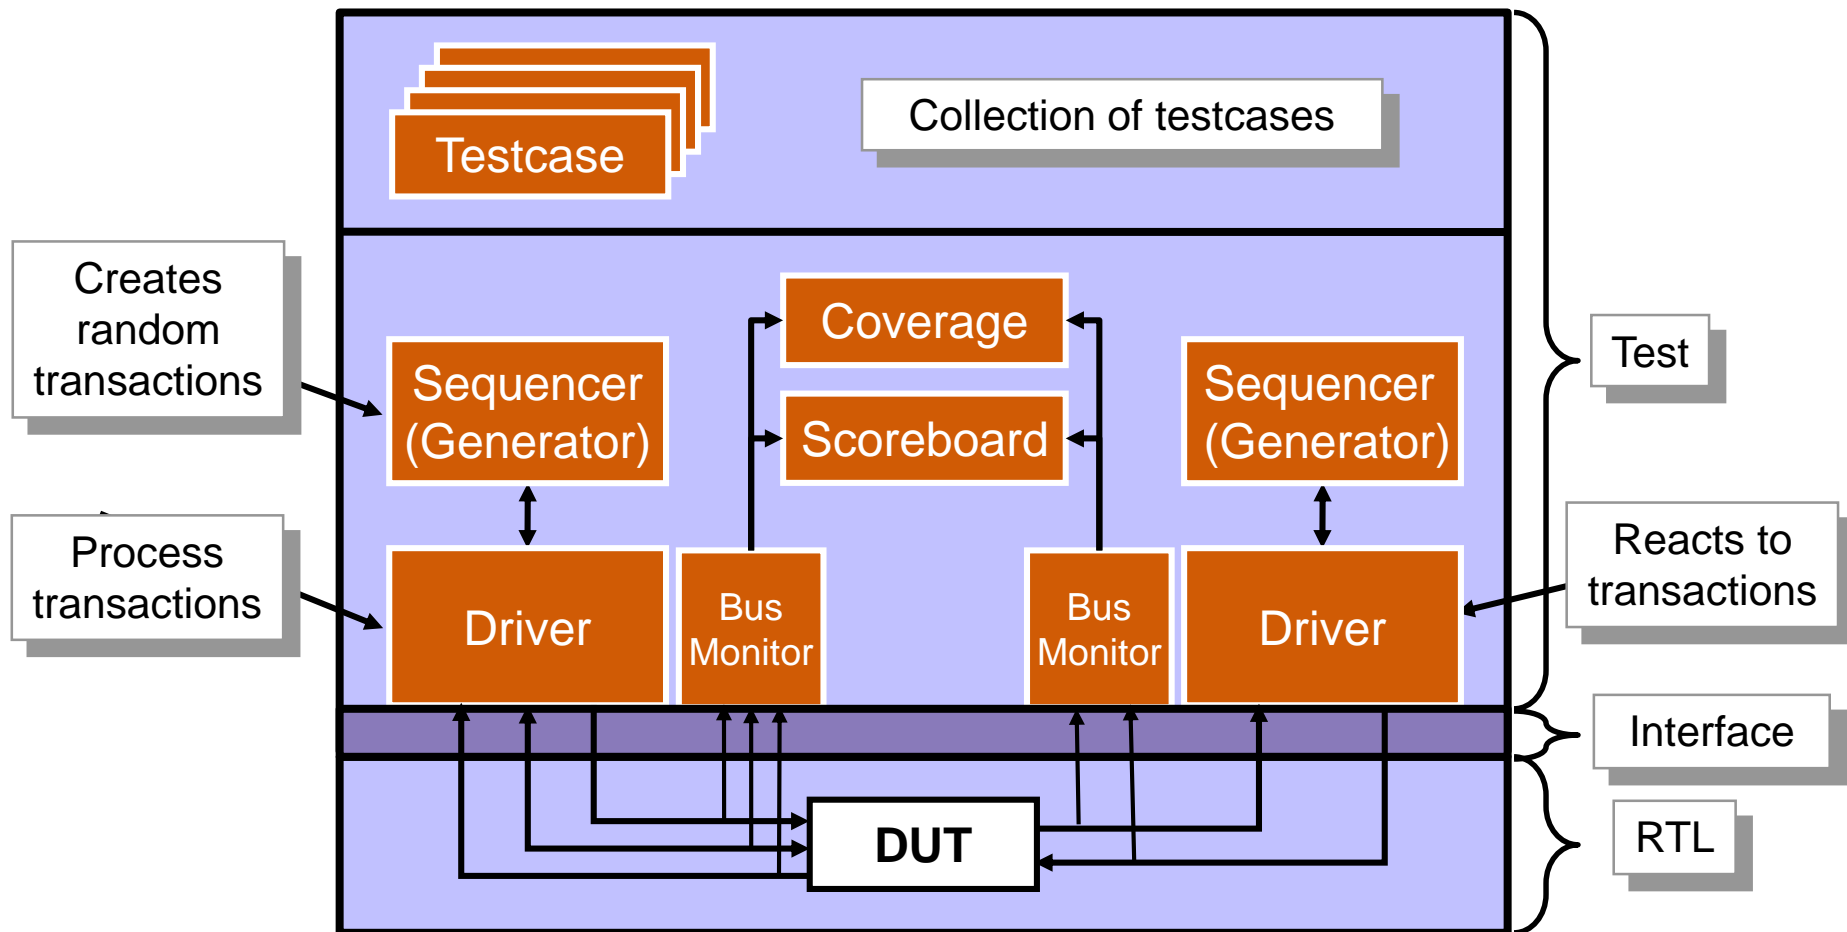 Testcase
Collection of testcases
Creates
random
transactions
Coverage
Sequencer
(Generator)
Scoreboard
Sequencer
(Generator)
Test
Process
transactions
Driver
Bus
Monitor
Bus
Monitor
Driver
Reacts to
transactions
Interface
DUT
RTL